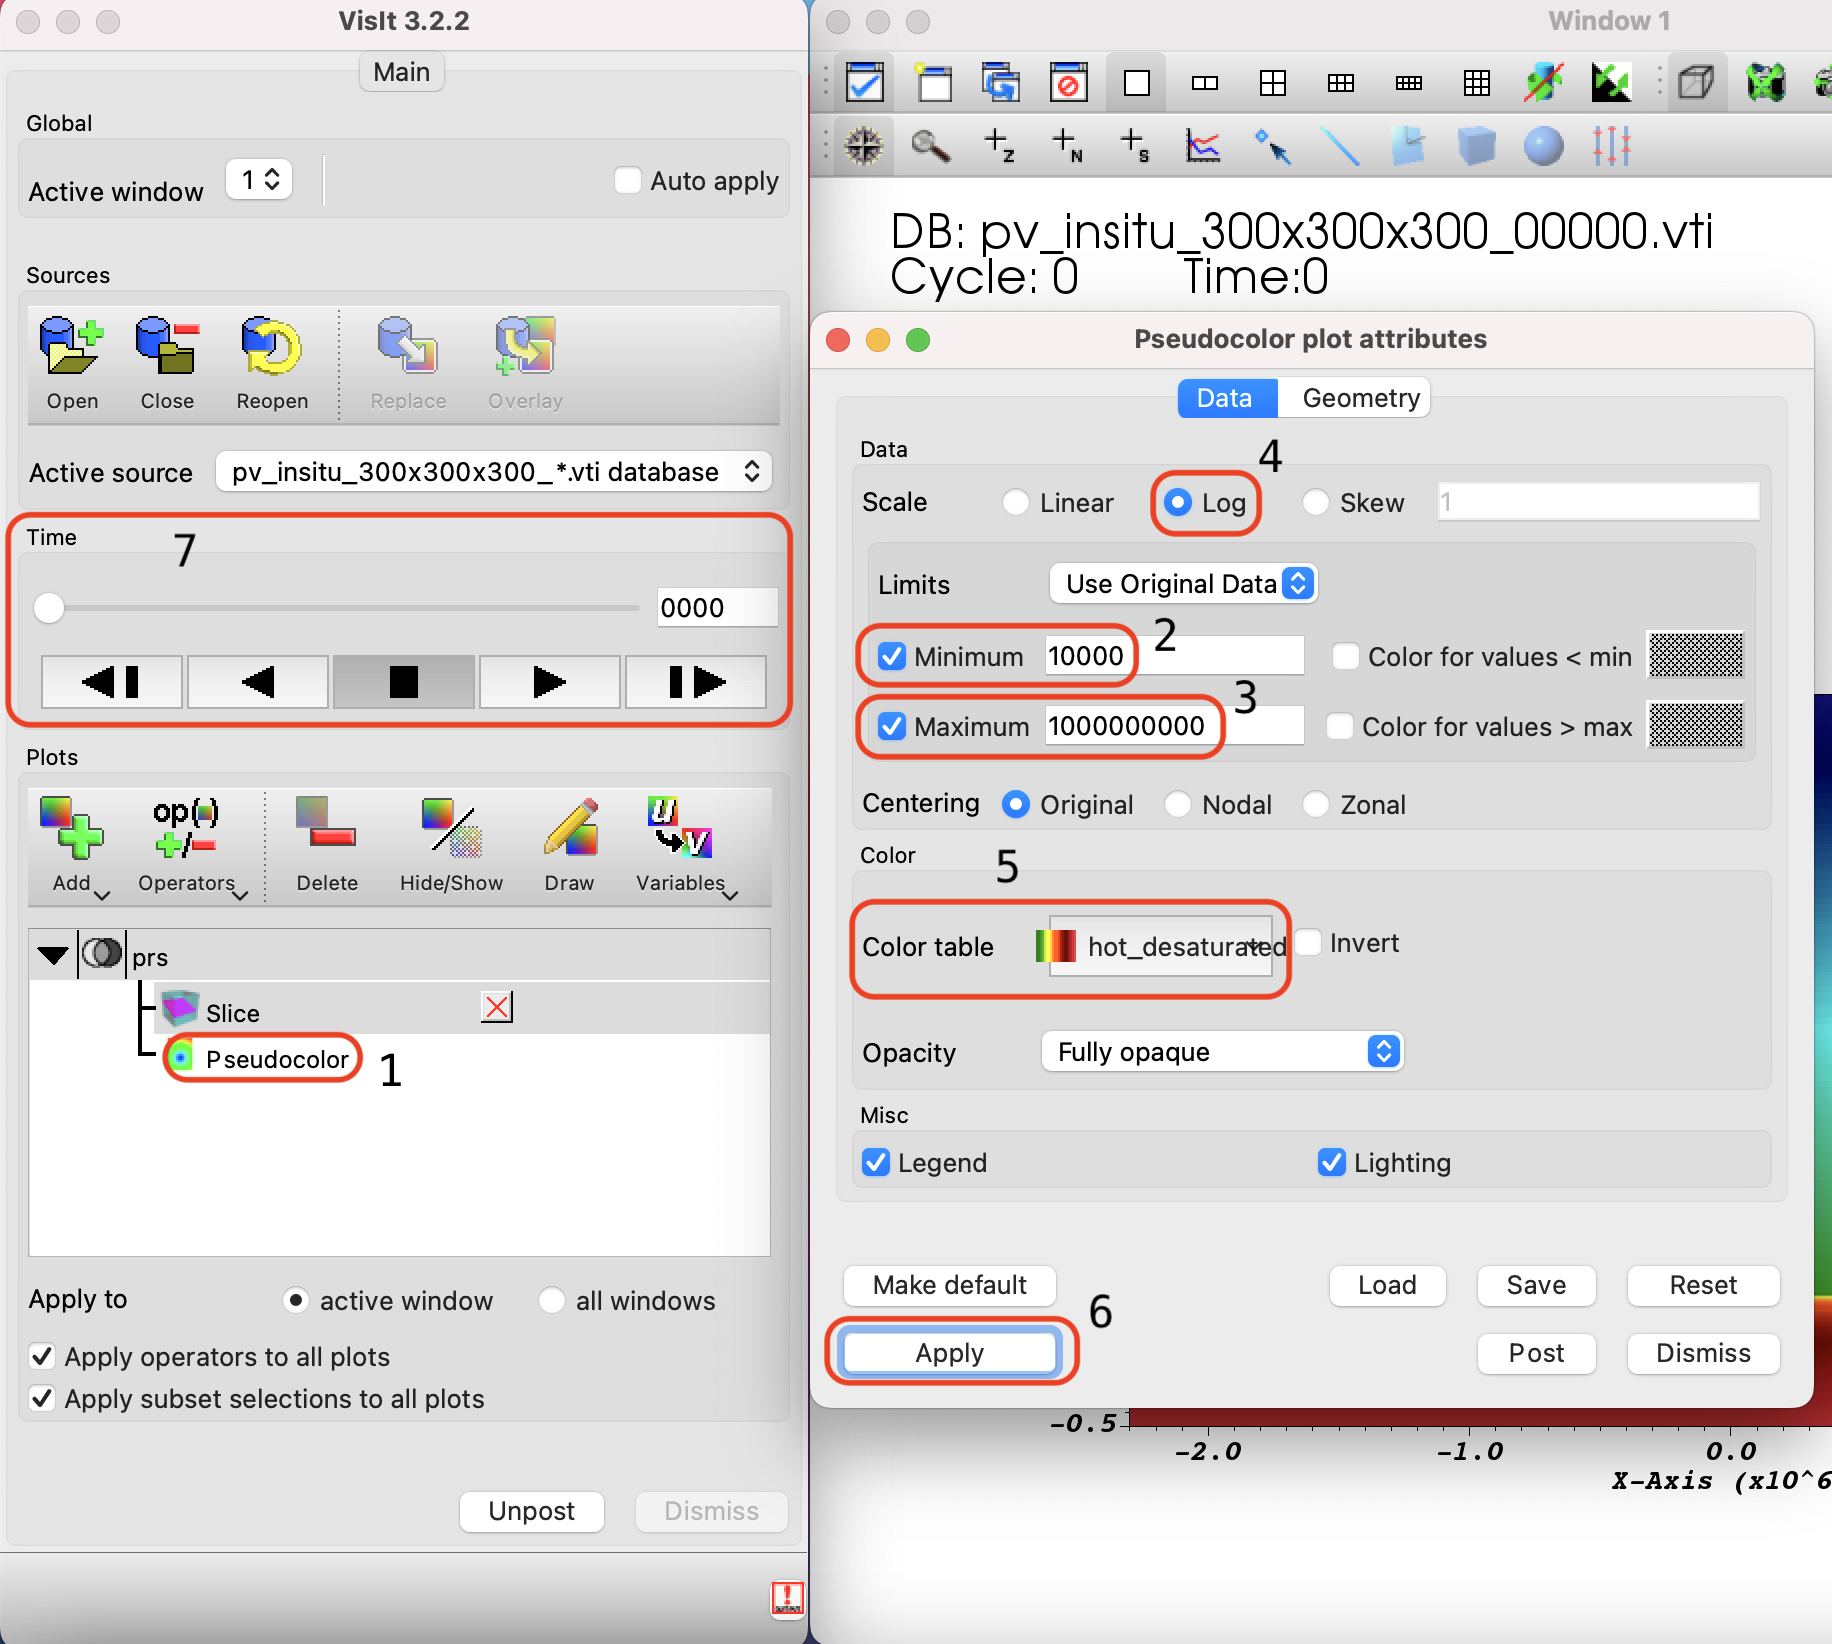 VisIt 3.2.2
Main
Global
Active window 1 Auto apply
Sources
Open Close Reopen Replace Overlay
Active source pv_insitu_300x300x300_*.vti database
Time 7
0000
Plots
op( )
Add Operators Delete Hide/Show Draw Variables
prs
Slice
Pseudocolor 1
Apply to active window all windows
Apply operators to all plots
Apply subset selections to all plots
Unpost Dismiss
Window 1
Z N S
DB: pv_insitu_300x300x300_00000.vti
Cycle: 0 Time:0
Pseudocolor plot attributes
Data Geometry
Data 4
Scale Linear Log Skew 1
Limits Use Original Data
Minimum 10000 2 Color for values < min
Maximum 1000000000 3 Color for values > max
Centering Original Nodal Zonal
Color 5
Color table hot_desaturated Invert
Opacity Fully opaque
Misc
Legend Lighting
Make default Load Save Reset
6
Apply Post Dismiss
-0.5
-2.0 -1.0 0.0
X-Axis (x10^6